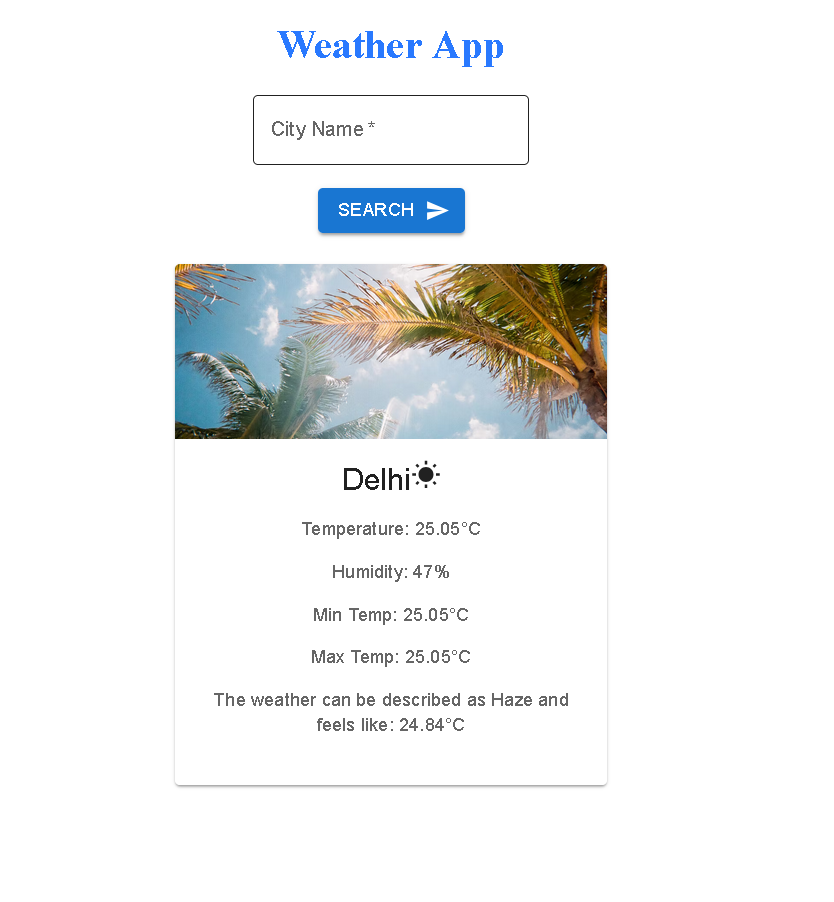 Weather App
City Name *
SEARCH
Delhi
Temperature: 25.05°C
Humidity: 47%
Min Temp: 25.05°C
Max Temp: 25.05°C
The weather can be described as Haze and
feels like: 24.84°C